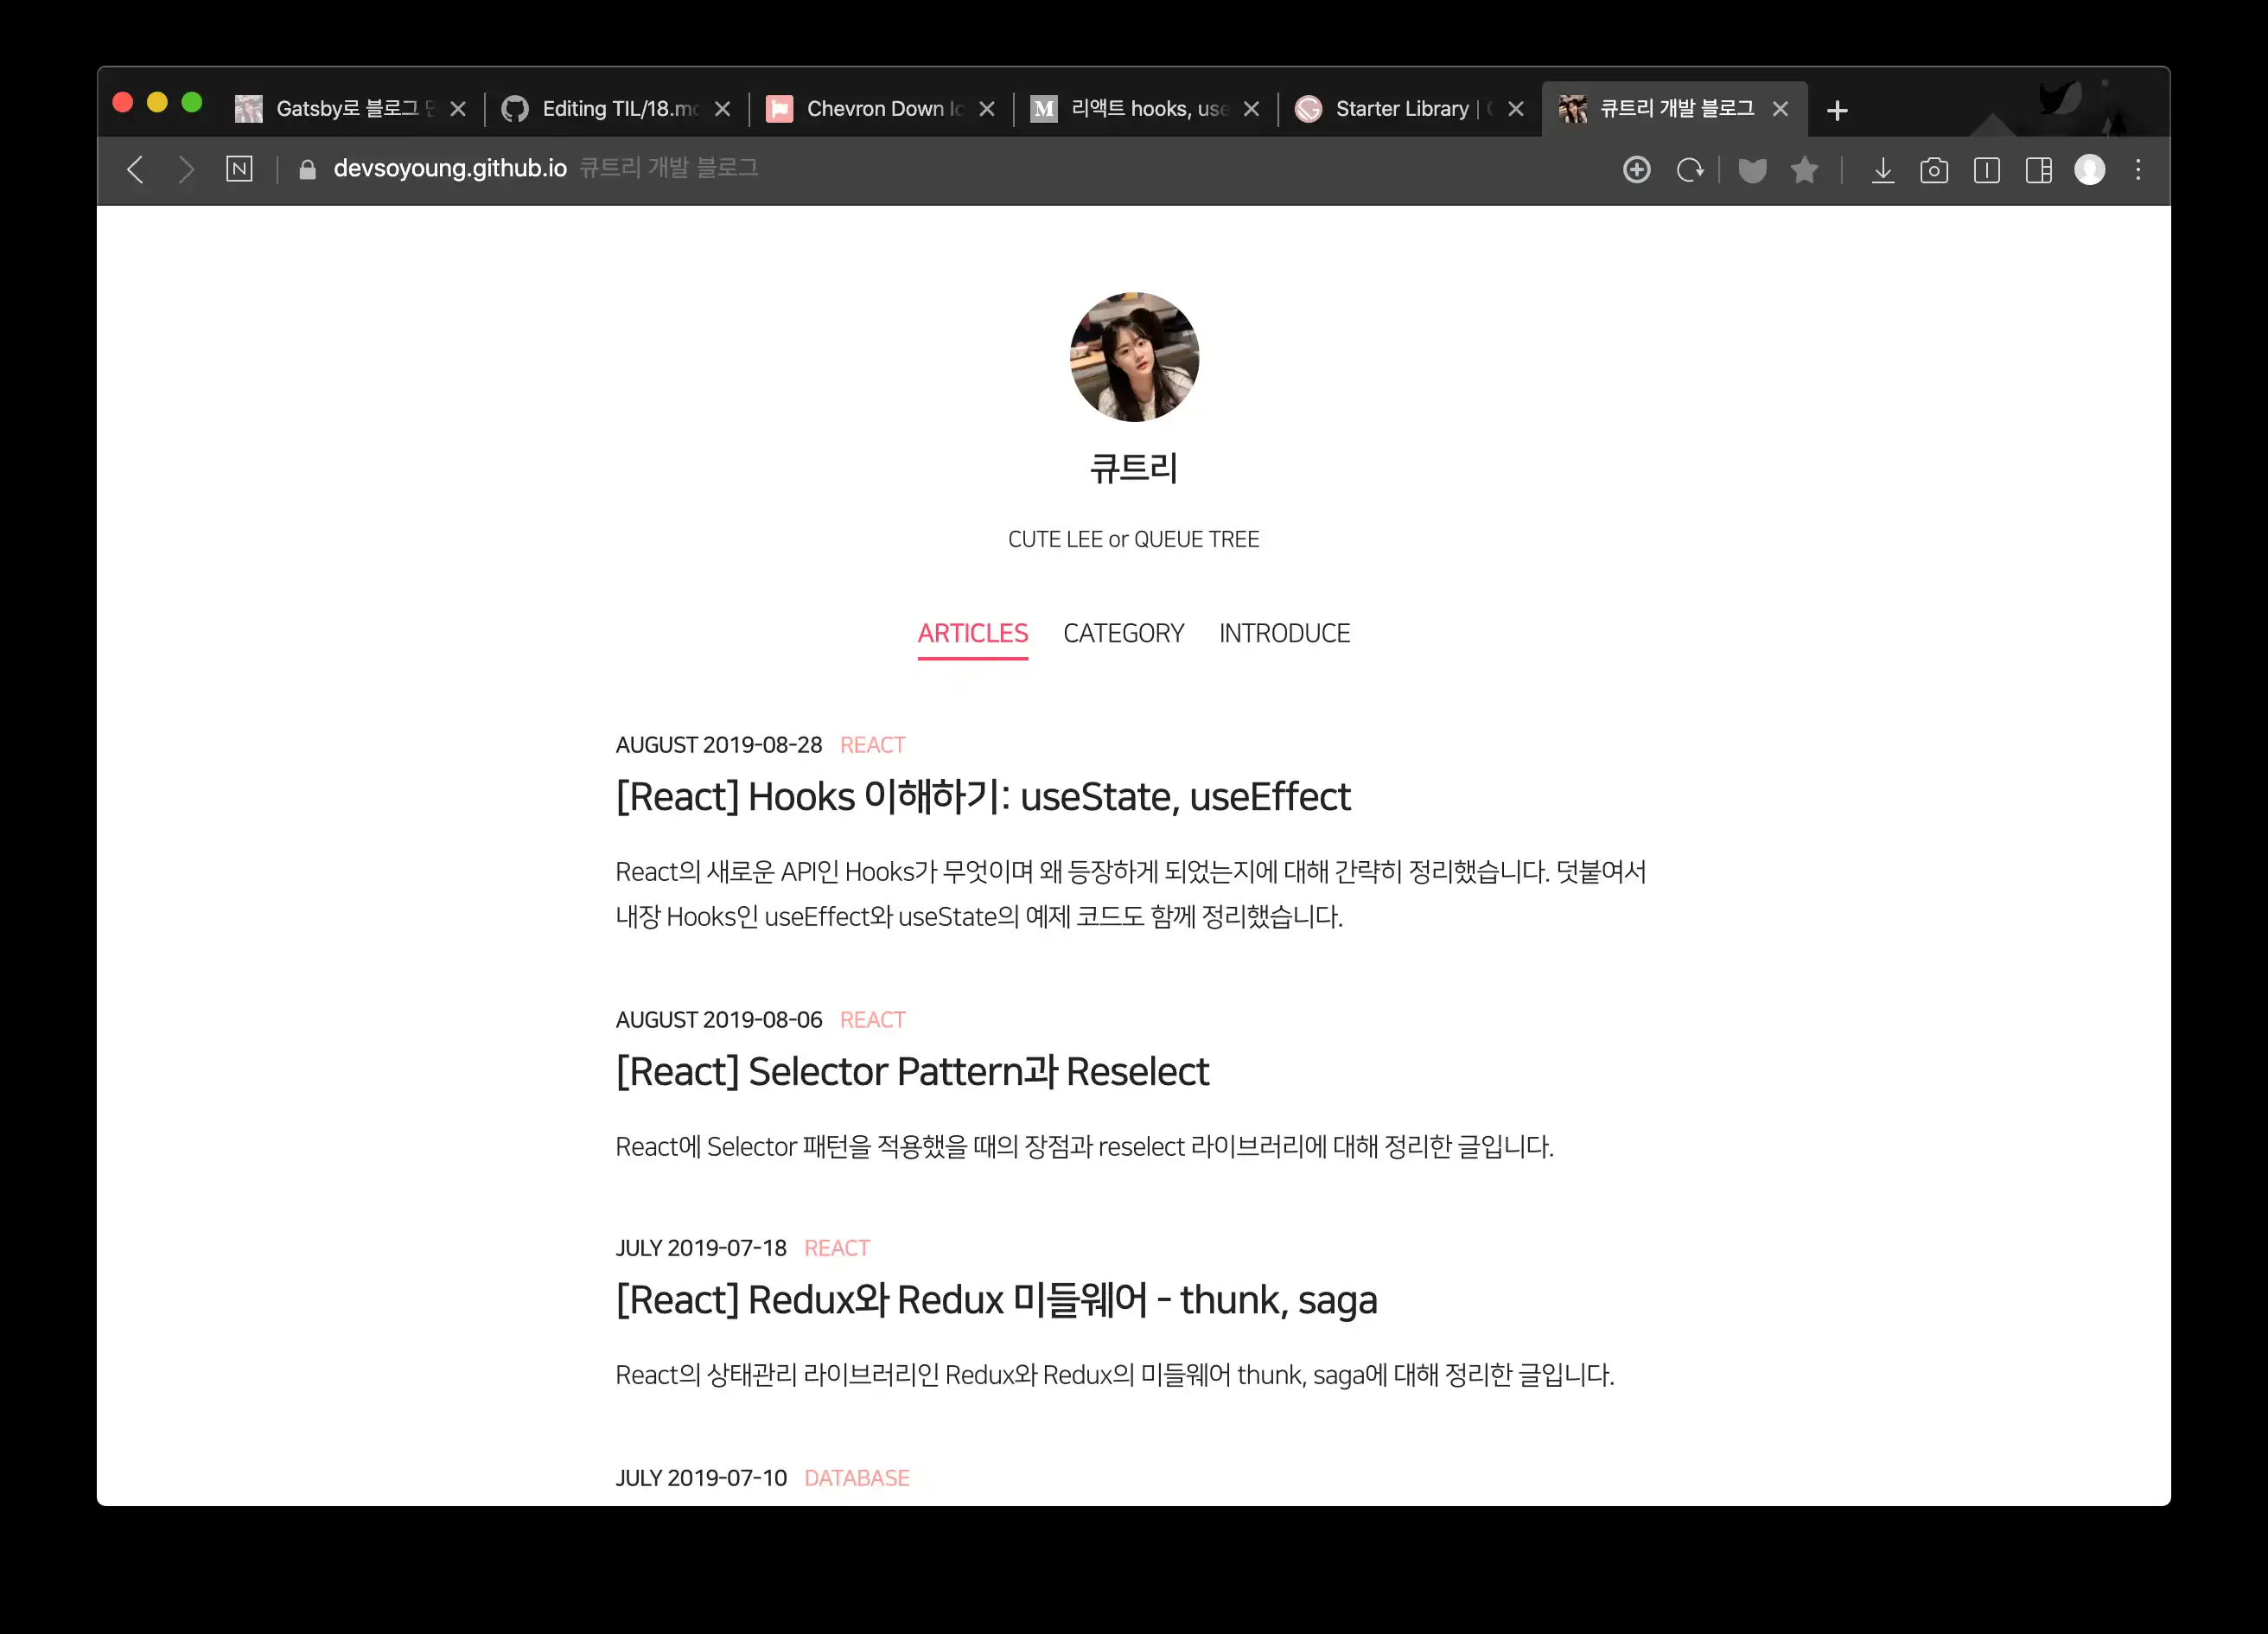 Gatsby로 블로그
Editing TIL/18.md
Chevron Down
리액트 hooks, use
Starter Library |
큐트리 개발 블로그
N
devsoyoung.github.io 큐트리 개발 블로그
큐트리
CUTE LEE or QUEUE TREE
ARTICLES CATEGORY INTRODUCE
AUGUST 2019-08-28 REACT
[React] Hooks 이해하기: useState, useEffect
React의 새로운 API인 Hooks가 무엇이며 왜 등장하게 되었는지에 대해 간략히 정리했습니다. 덧붙여서
내장 Hooks인 useEffect와 useState의 예제 코드도 함께 정리했습니다.
AUGUST 2019-08-06 REACT
[React] Selector Pattern과 Reselect
React에 Selector 패턴을 적용했을 때의 장점과 reselect 라이브러리에 대해 정리한 글입니다.
JULY 2019-07-18 REACT
[React] Redux와 Redux 미들웨어 - thunk, saga
React의 상태관리 라이브러리인 Redux와 Redux의 미들웨어 thunk, saga에 대해 정리한 글입니다.
JULY 2019-07-10 DATABASE